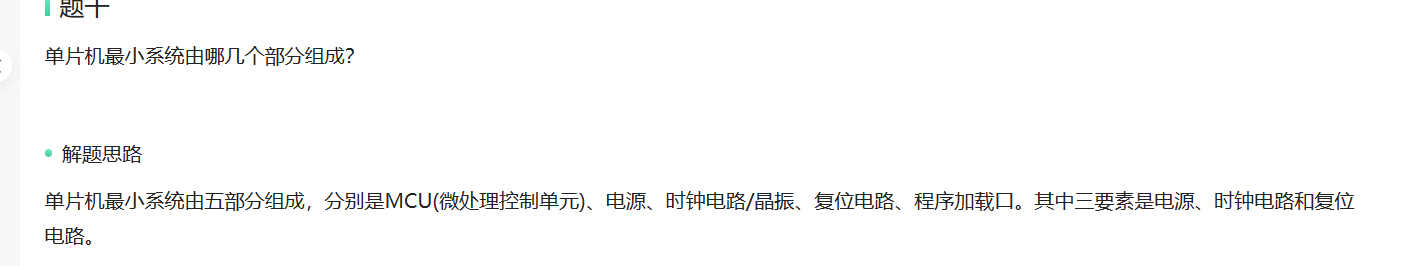 题十
单片机最小系统由哪几个部分组成？
解题思路
单片机最小系统由五部分组成，分别是MCU(微处理控制单元)、电源、时钟电路/晶振、复位电路、程序加载口。其中三要素是电源、时钟电路和复位
电路。